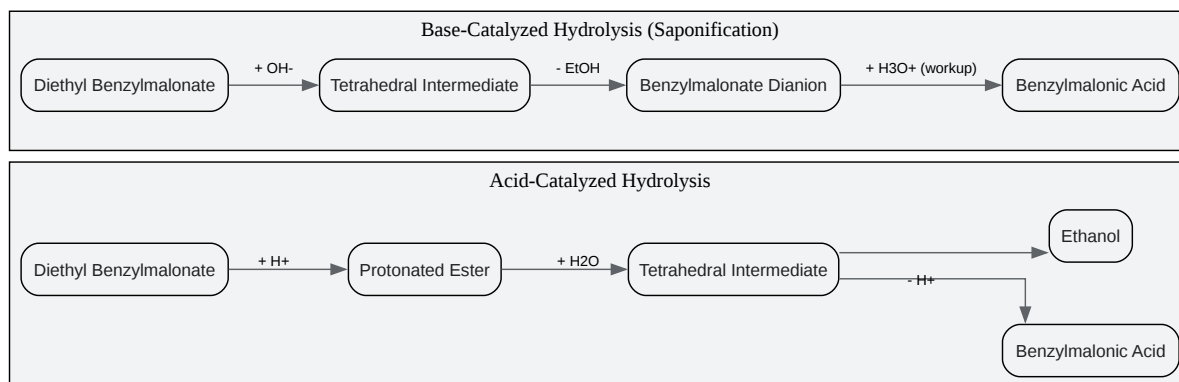 Base-Catalyzed Hydrolysis (Saponification)
Diethyl Benzylmalonate
+ OH-
Tetrahedral Intermediate
- EtOH
Benzylmalonate Dianion
+ H3O+ (workup)
Benzylmalonic Acid
Acid-Catalyzed Hydrolysis
Diethyl Benzylmalonate
+ H+
Protonated Ester
+ H2O
Tetrahedral Intermediate
Ethanol
- H+
Benzylmalonic Acid